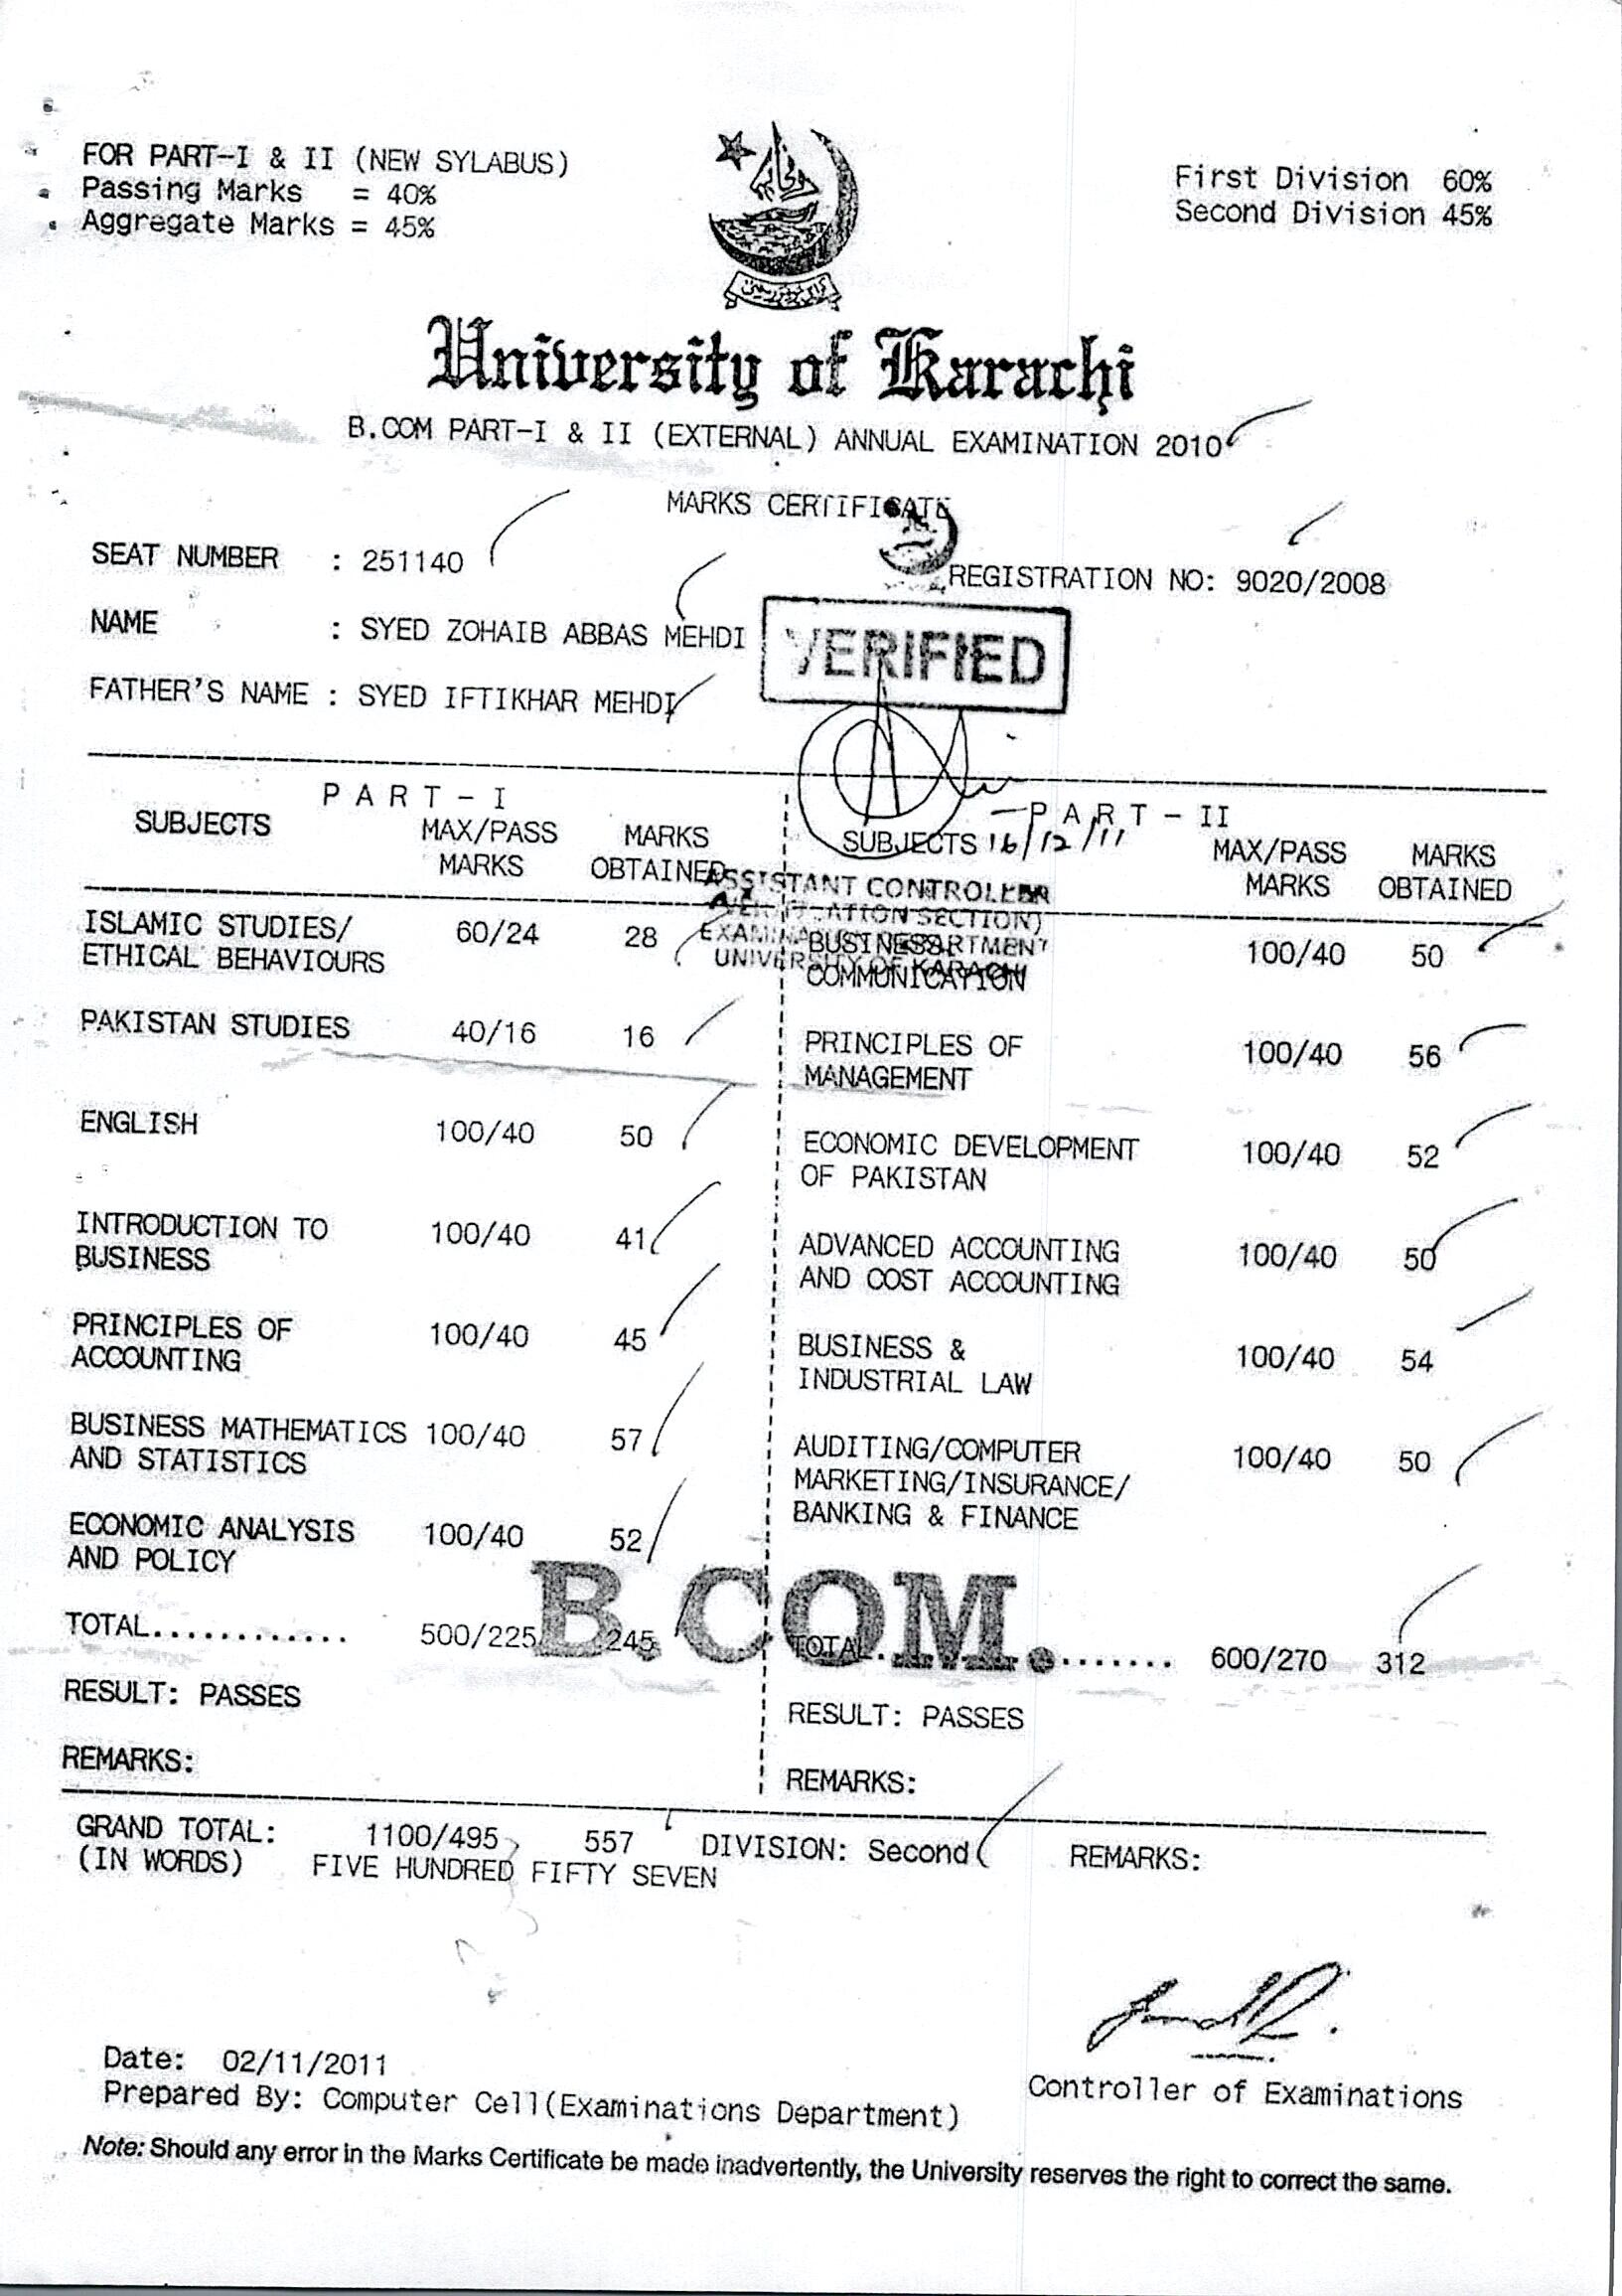 FOR PART-I & II (NEW SYLABUS)
Passing Marks = 40%
Aggregate Marks = 45%
First Division 60%
Second Division 45%
University of Karachi
B.COM PART-I & II (EXTERNAL) ANNUAL EXAMINATION 2010
MARKS CERTIFICATE
SEAT NUMBER : 251140
REGISTRATION NO: 9020/2008
NAME : SYED ZOHAIB ABBAS MEHDI
VERIFIED
FATHER'S NAME : SYED IFTIKHAR MEHDI
16/12/11
ASSISTANT CONTROLLER
SECTION)
UNIVERSITY OF KARACHI
PART-I
SUBJECTS MAX/PASS MARKS MARKS OBTAINED
ISLAMIC STUDIES/ 60/24 28
ETHICAL BEHAVIOURS
PAKISTAN STUDIES 40/16 16
ENGLISH 100/40 50
INTRODUCTION TO 100/40 41
BUSINESS
PRINCIPLES OF 100/40 45
ACCOUNTING
BUSINESS MATHEMATICS 100/40 57
AND STATISTICS
ECONOMIC ANALYSIS 100/40 52
AND POLICY
TOTAL............ 500/225 245
RESULT: PASSES
REMARKS:
PART-II
SUBJECTS MAX/PASS MARKS MARKS OBTAINED
BUSINESS 100/40 50
COMMUNICATION
PRINCIPLES OF 100/40 56
MANAGEMENT
ECONOMIC DEVELOPMENT 100/40 52
OF PAKISTAN
ADVANCED ACCOUNTING 100/40 50
AND COST ACCOUNTING
BUSINESS & 100/40 54
INDUSTRIAL LAW
AUDITING/COMPUTER 100/40 50
MARKETING/INSURANCE/
BANKING & FINANCE
TOTAL............ 600/270 312
RESULT: PASSES
REMARKS:
B.COM.
GRAND TOTAL: 1100/495, 557 DIVISION: Second REMARKS:
(IN WORDS) FIVE HUNDRED FIFTY SEVEN
Controller of Examinations
Date: 02/11/2011
Prepared By: Computer Cell(Examinations Department)
Note: Should any error in the Marks Certificate be made inadvertently, the University reserves the right to correct the same.